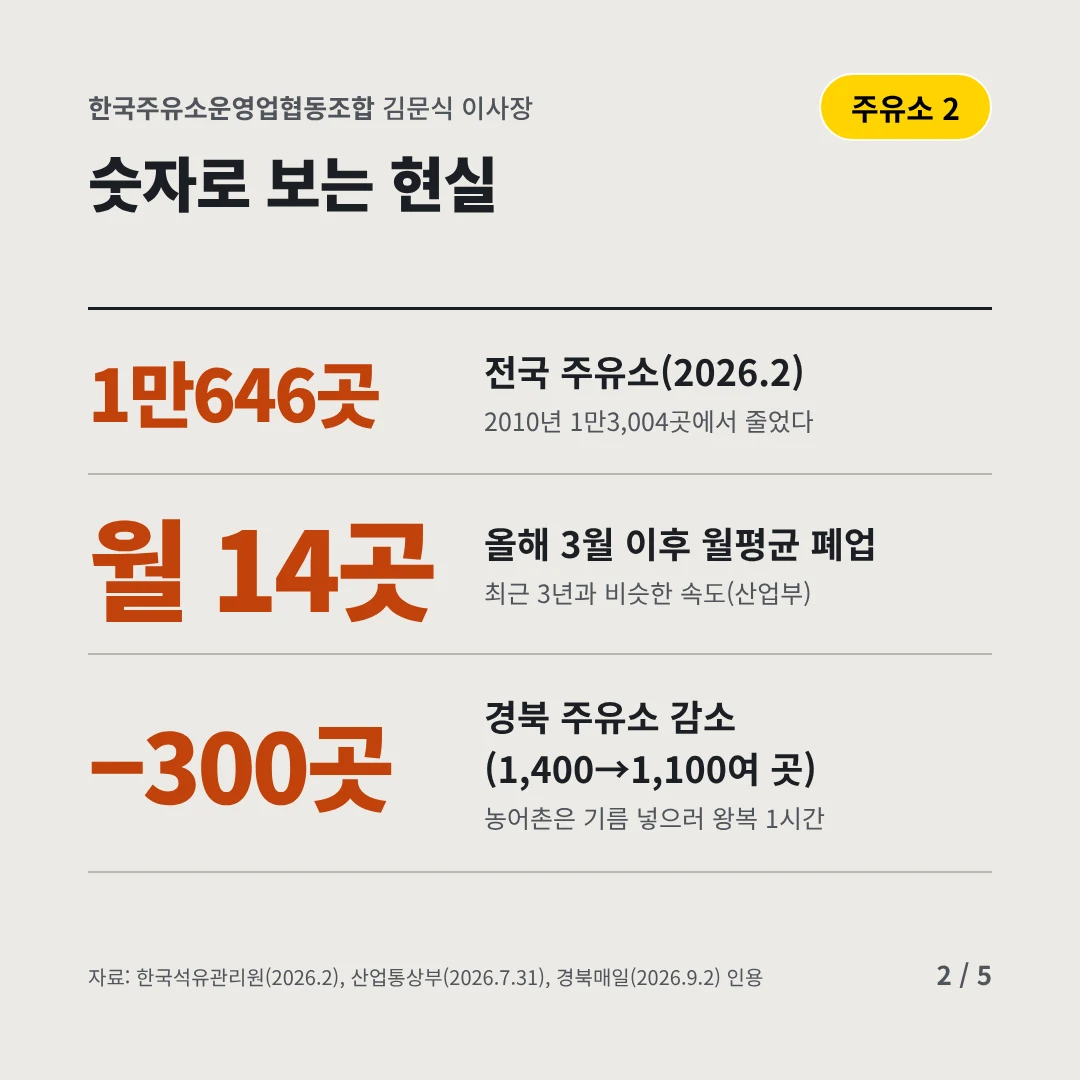 한국주유소운영업협동조합 김문식 이사장
주유소 2
숫자로 보는 현실
1만646곳
전국 주유소(2026.2)
2010년 1만3,004곳에서 줄었다
월 14곳
올해 3월 이후 월평균 폐업
최근 3년과 비슷한 속도(산업부)
–300곳
경북 주유소 감소
(1,400→1,100여 곳)
농어촌은 기름 넣으러 왕복 1시간
자료: 한국석유관리원(2026.2), 산업통상부(2026.7.31), 경북매일(2026.9.2) 인용
2 / 5